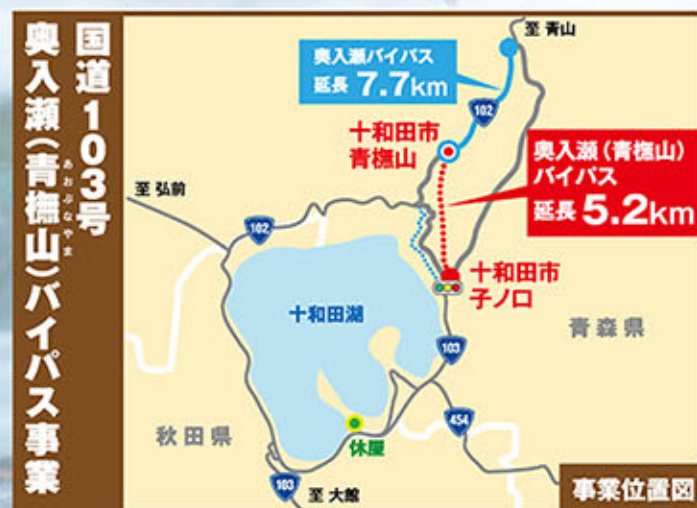 国道103号
奥入瀬(青橅山)バイパス事業
あおぶなやま
至 青山
奥入瀬バイパス
延長 7.7km
102
十和田市
青橅山
奥入瀬(青橅山)
バイパス
延長 5.2km
至 弘前
102
十和田市
子ノ口
十和田湖
103
青森県
秋田県
休屋
454
103
至 大館
事業位置図